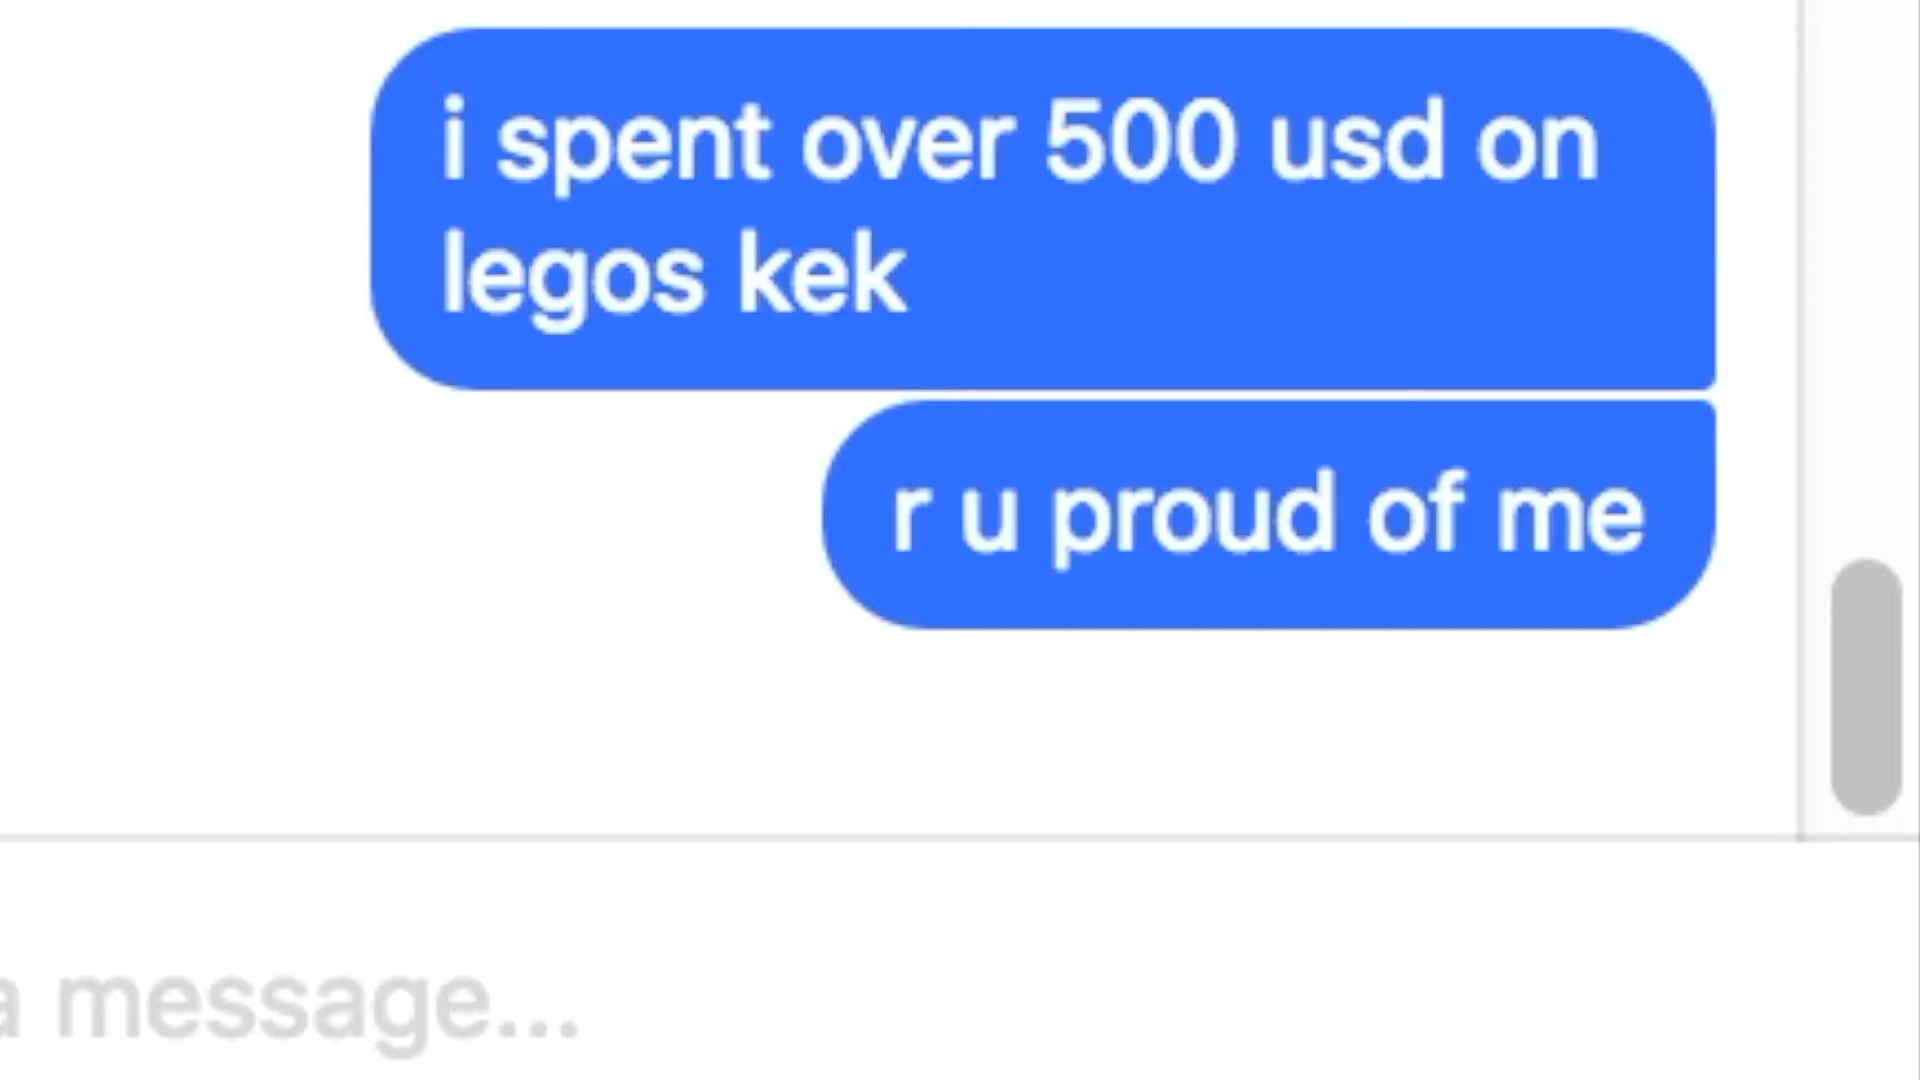 i spent over 500 usd on
legos kek
r u proud of me
a message...